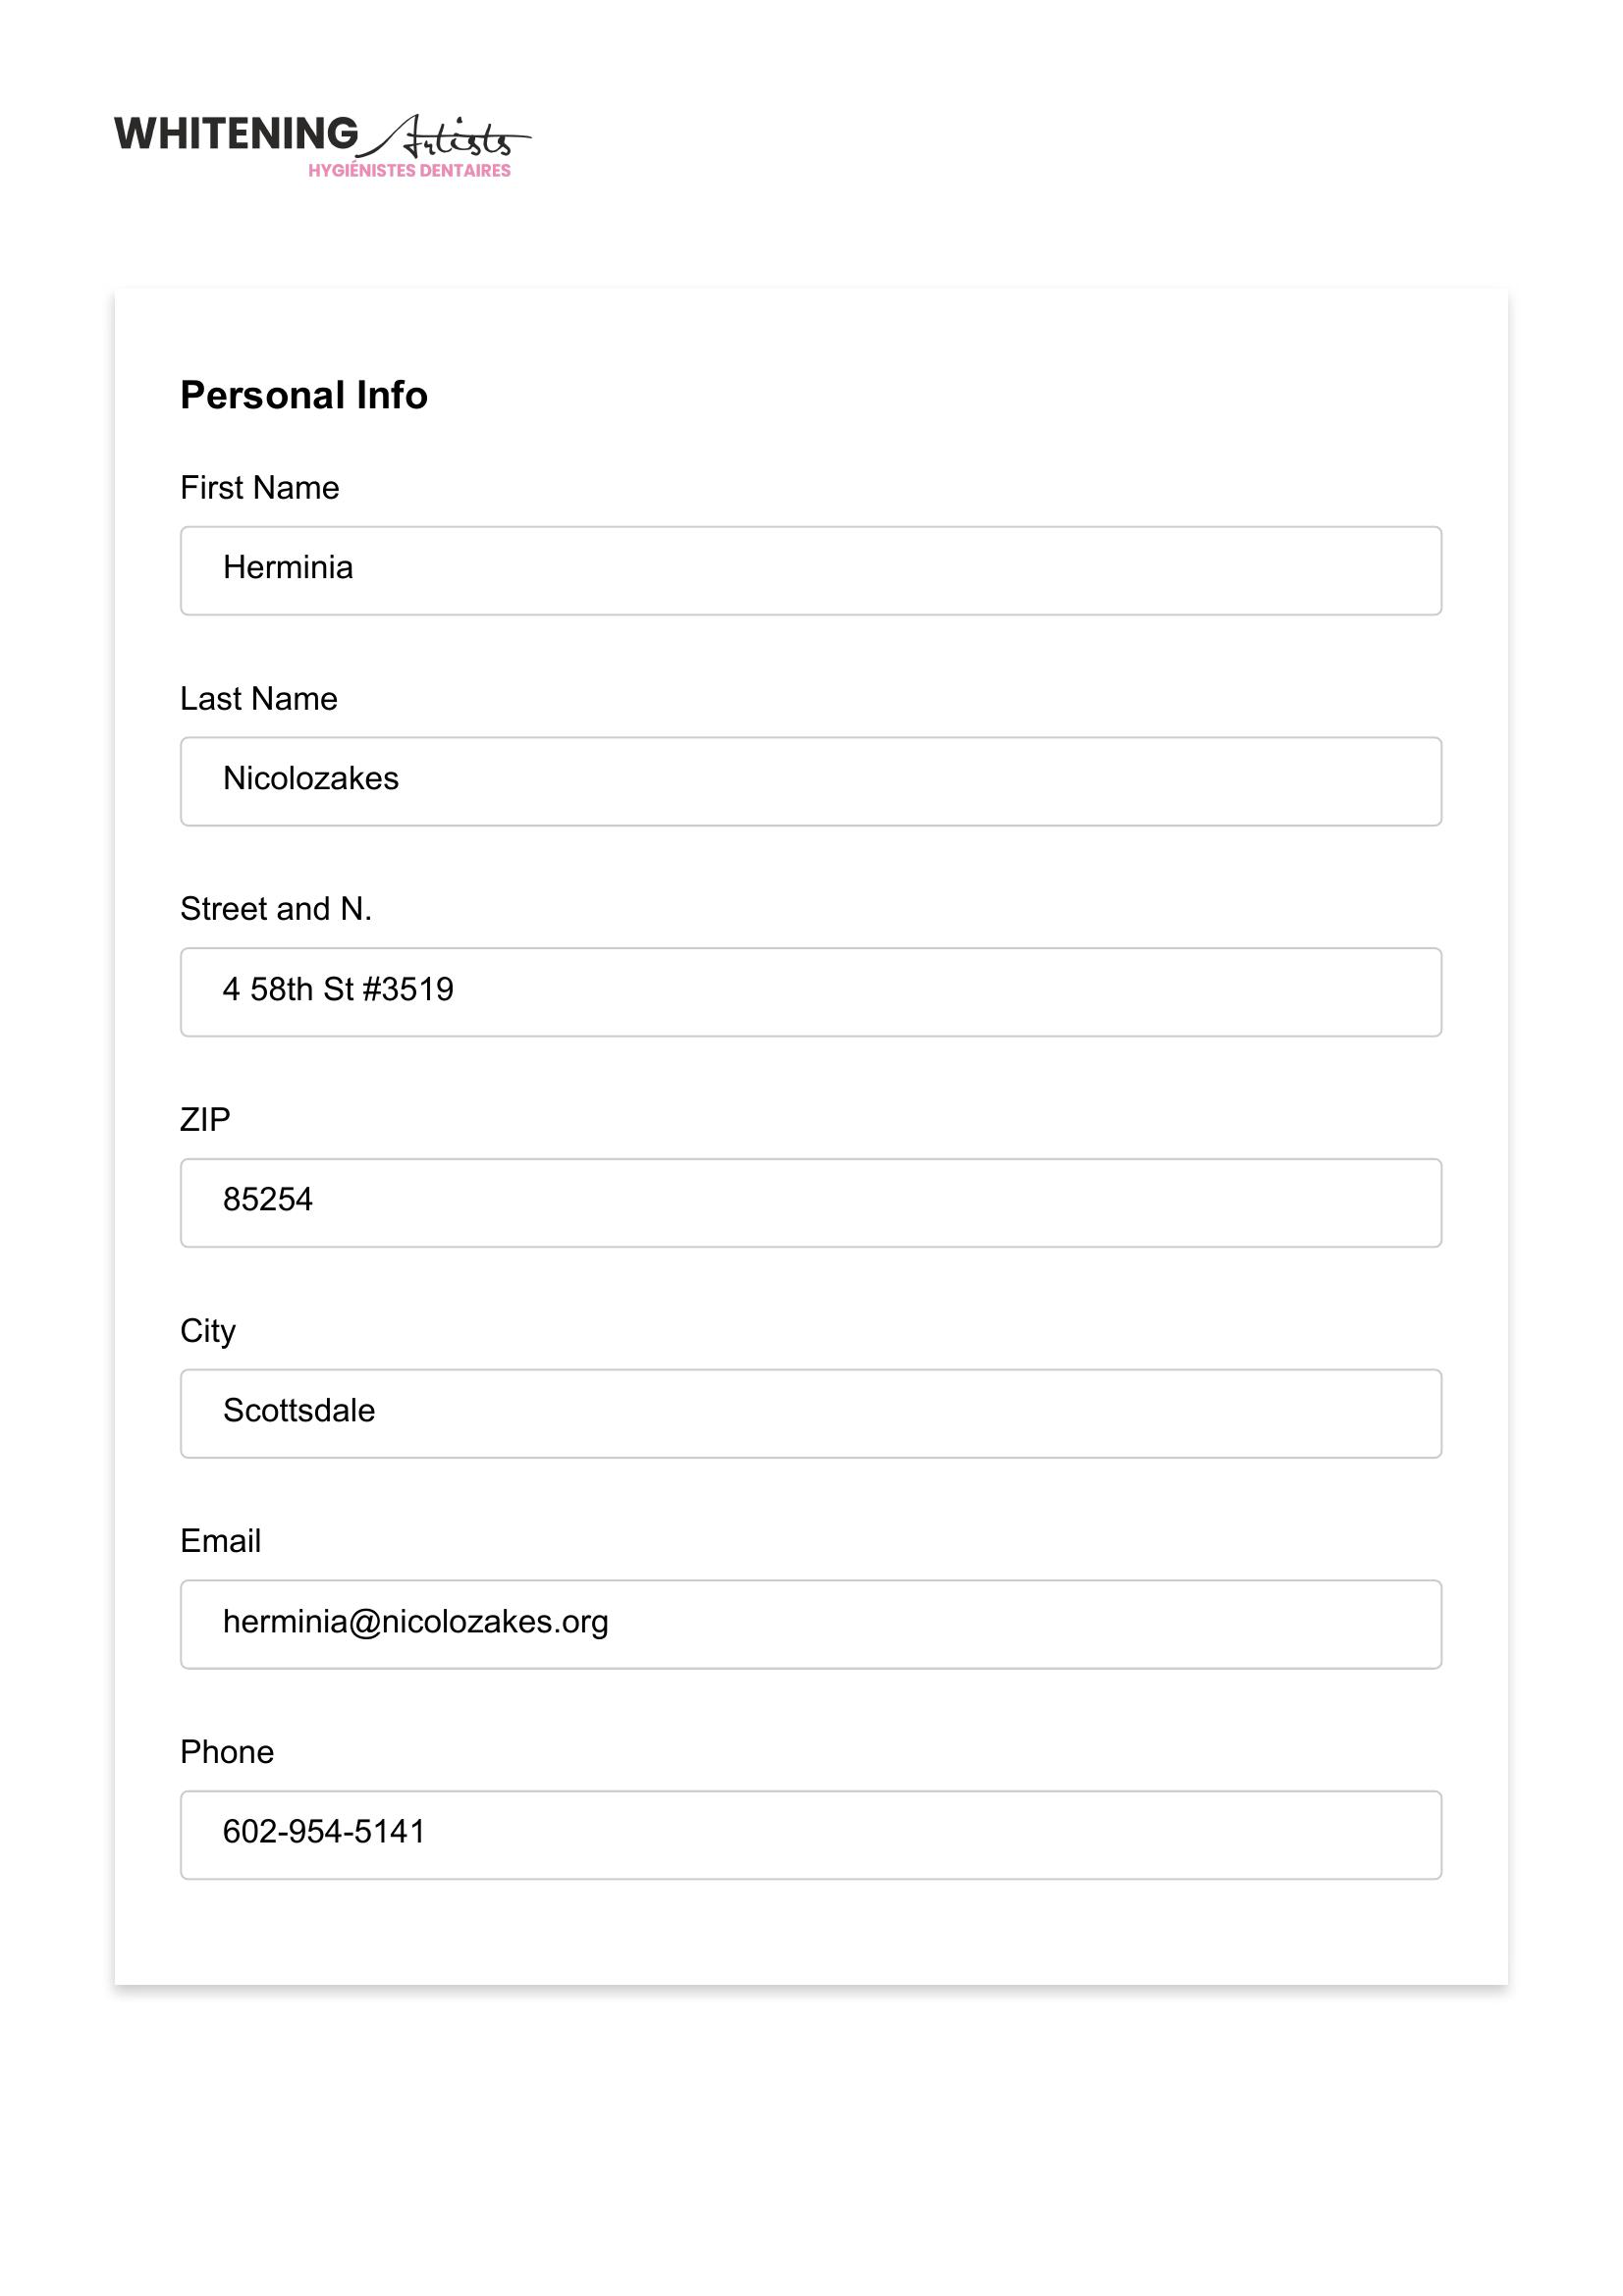 WHITENING Artists
HYGIÉNISTES DENTAIRES
Personal Info
First Name
Herminia
Last Name
Nicolozakes
Street and N.
4 58th St #3519
ZIP
85254
City
Scottsdale
Email
herminia@nicolozakes.org
Phone
602-954-5141